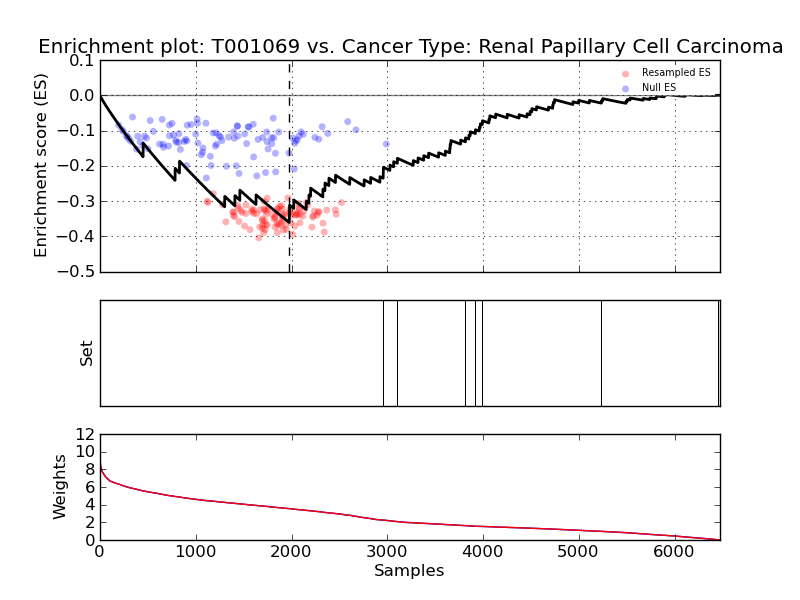 Enrichment plot: T001069 vs. Cancer Type: Renal Papillary Cell Carcinoma
Enrichment score (ES)
0.1
0.0
−0.1
−0.2
−0.3
−0.4
−0.5
Resampled ES
Null ES
Set
Weights
12
10
8
6
4
2
0
0 1000 2000 3000 4000 5000 6000
Samples